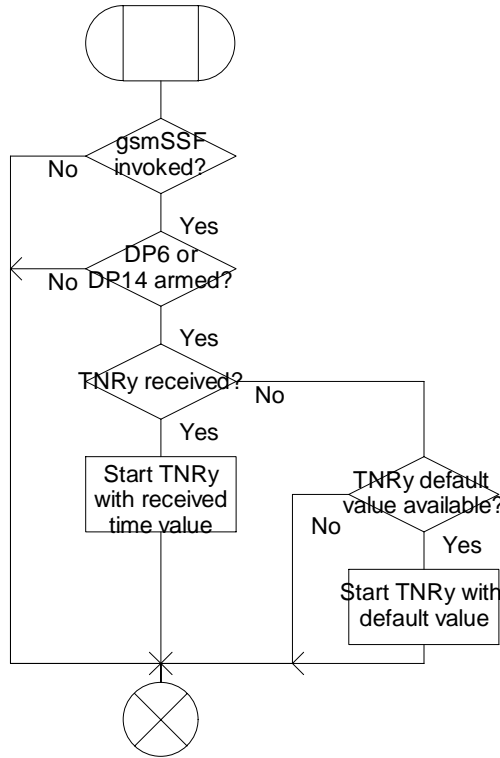 gsmSSF
invoked?
No
Yes
DP6 or
DP14 armed?
No
Yes
TNRy received?
No
Yes
Start TNRy
with received
time value
TNRy default
value available?
No
Yes
Start TNRy with
default value